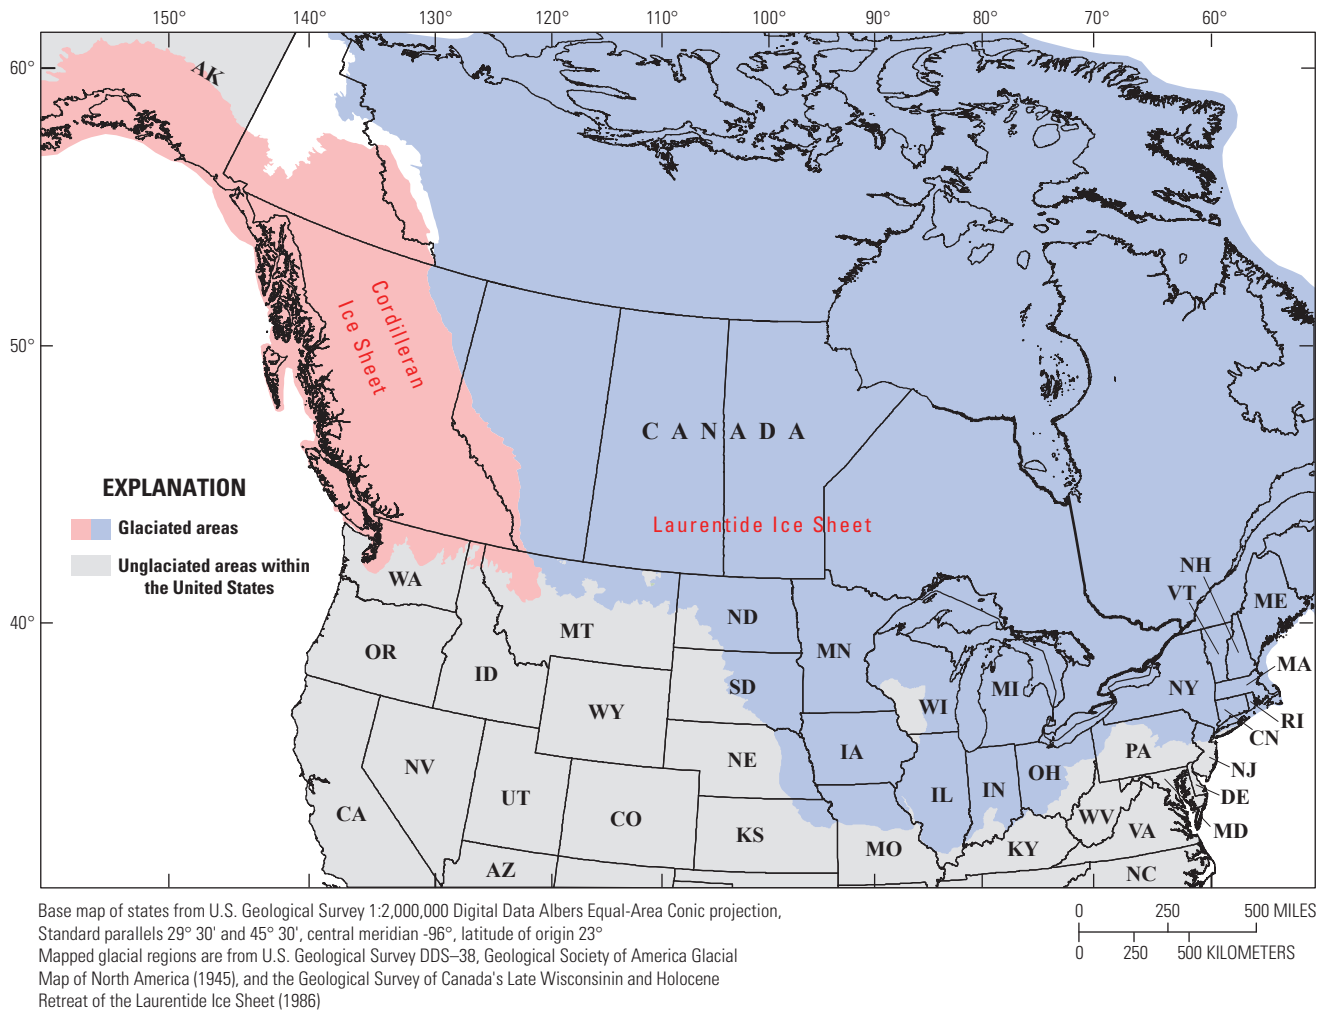 150° 140° 130° 120° 110° 100° 90° 80° 70° 60°
60°
50°
40°
AK
Cordilleran
Ice Sheet
CANADA
Laurentide Ice Sheet
EXPLANATION
Glaciated areas
Unglaciated areas within
the United States
WA
OR
ID
MT
ND
SD
MN
WI
MI
NH
VT
ME
NY
MA
RI
CN
WY
NE
IA
IL
IN
OH
PA
NJ
DE
MD
NV
UT
CO
KS
MO
KY
WV
VA
CA
AZ
NC
Base map of states from U.S. Geological Survey 1:2,000,000 Digital Data Albers Equal-Area Conic projection,
Standard parallels 29° 30' and 45° 30', central meridian -96°, latitude of origin 23°
Mapped glacial regions are from U.S. Geological Survey DDS–38, Geological Society of America Glacial
Map of North America (1945), and the Geological Survey of Canada's Late Wisconsinin and Holocene
Retreat of the Laurentide Ice Sheet (1986)
0 250 500 MILES
0 250 500 KILOMETERS